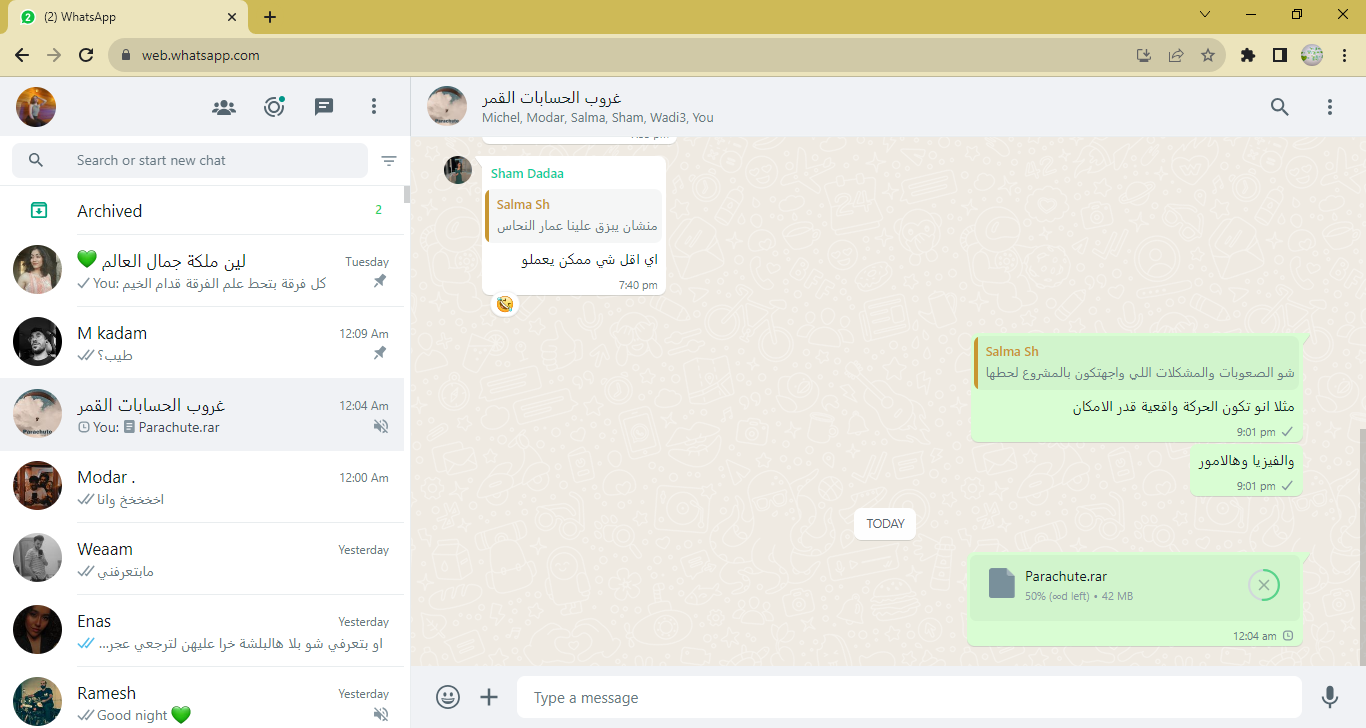 (2) WhatsApp
web.whatsapp.com
Search or start new chat
Archived 2
لين ملكة جمال العالم 💚 Tuesday
You: كل فرقة بتحط علم الفرقة قدام الخيم
M kadam 12:09 Am
طيب؟
غروب الحسابات القمر 12:04 Am
You: Parachute.rar
Modar . 12:00 Am
اخخخخخ وانا
Weaam Yesterday
مابتعرفني
Enas Yesterday
او بتعرفي شو بلا هالبلشة خرا عليهن لترجعي عجر...
Ramesh Yesterday
Good night 💚
غروب الحسابات القمر
Michel, Modar, Salma, Sham, Wadi3, You
Sham Dadaa
Salma Sh
منشان يبزق علينا عمار النحاس
اي اقل شي ممكن يعملو
7:40 pm
🤣
Salma Sh
شو الصعوبات والمشكلات اللي واجهتكون بالمشروع لحطها
مثلا انو تكون الحركة واقعية قدر الامكان
9:01 pm
والفيزيا وهالامور
9:01 pm
TODAY
Parachute.rar
50% (∞d left) • 42 MB
12:04 am
Type a message